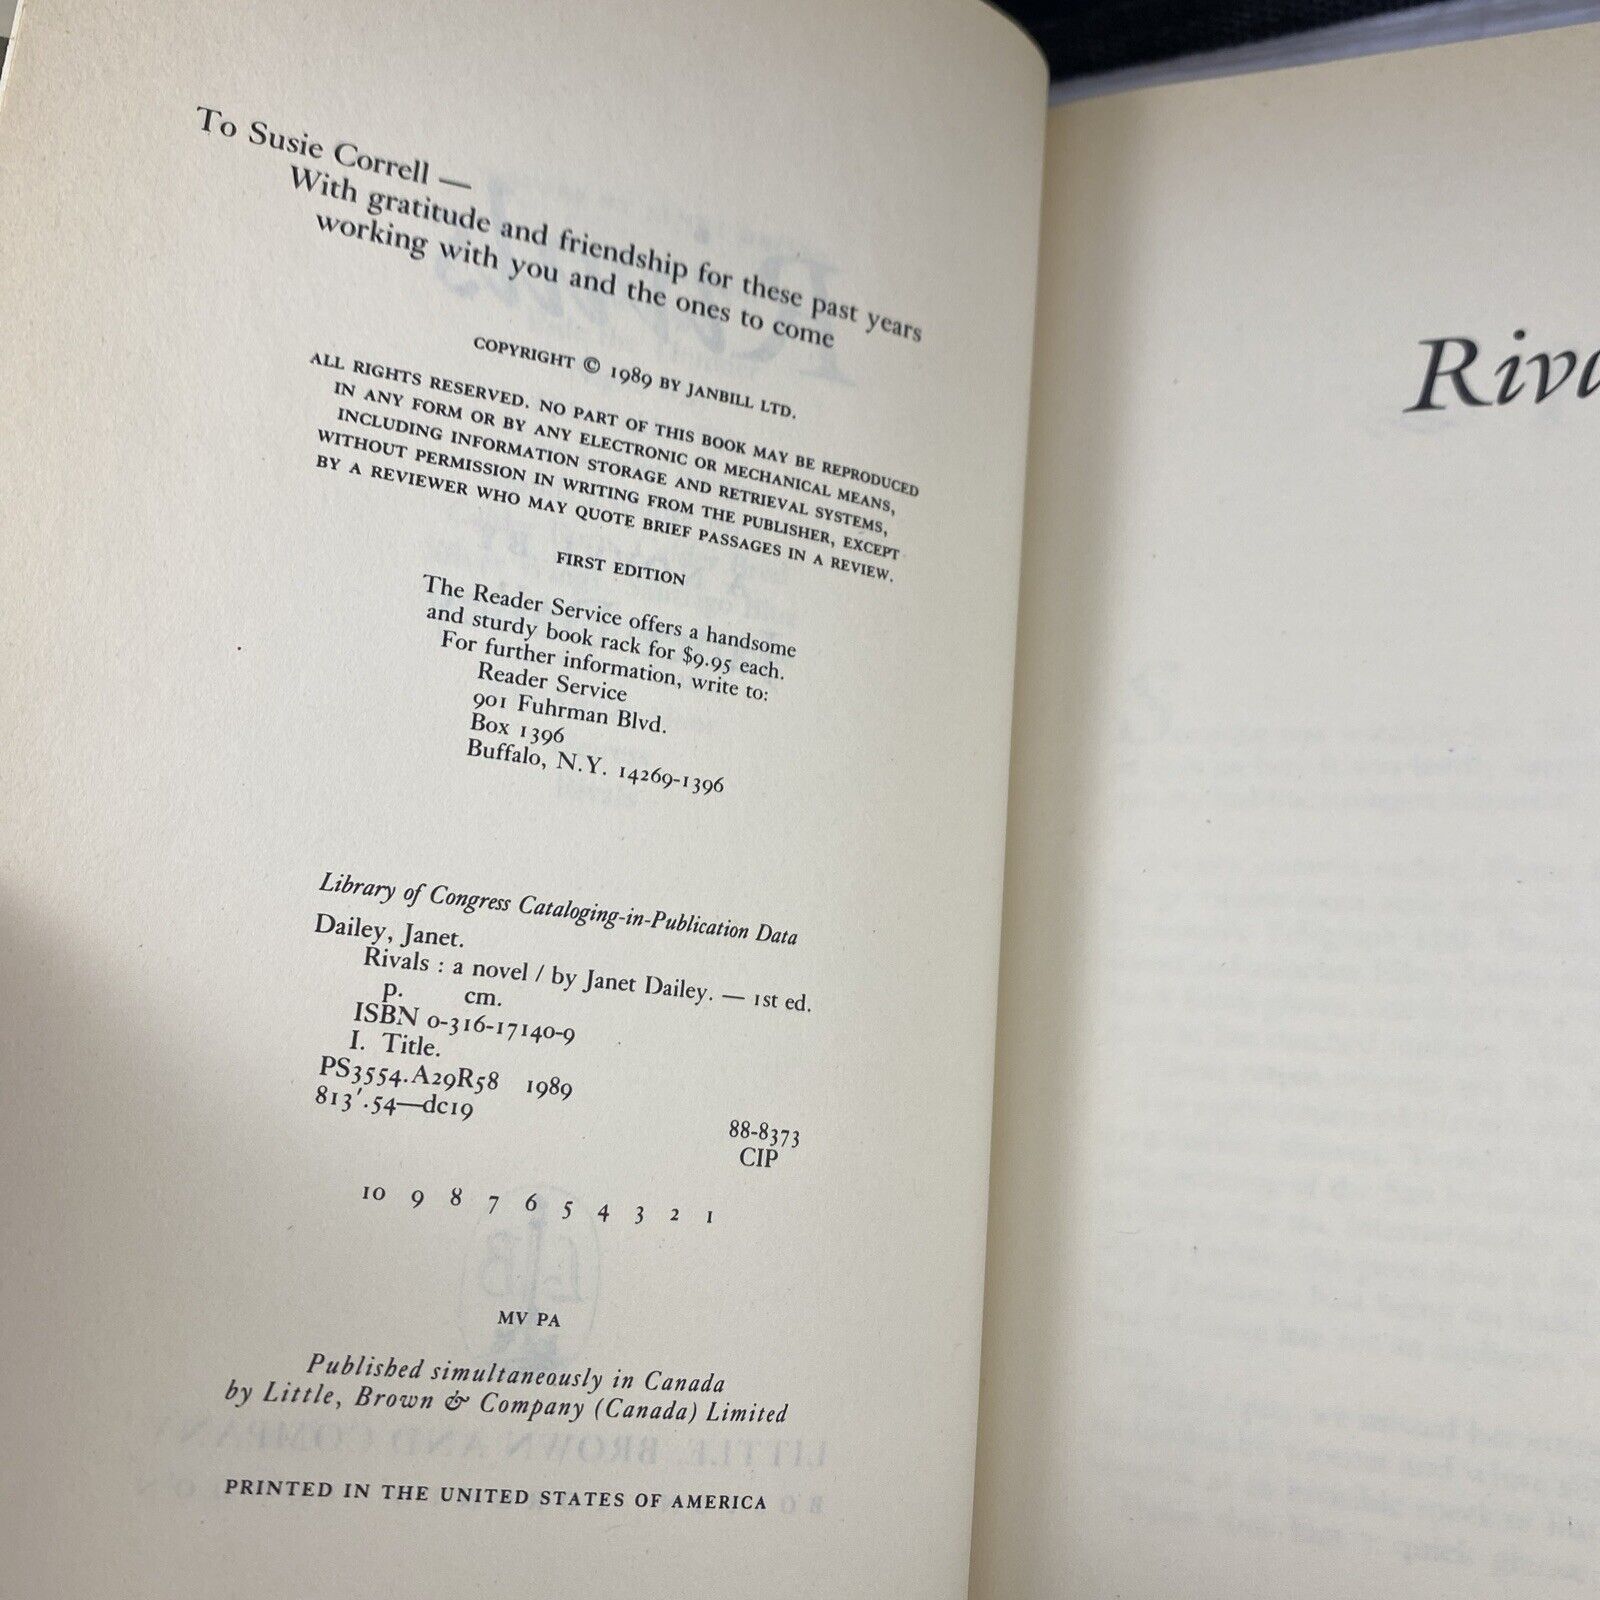 To Susie Correll —
With gratitude and friendship for these past years
working with you and the ones to come
COPYRIGHT © 1989 BY JANBILL LTD.
ALL RIGHTS RESERVED. NO PART OF THIS BOOK MAY BE REPRODUCED
IN ANY FORM OR BY ANY ELECTRONIC OR MECHANICAL MEANS,
INCLUDING INFORMATION STORAGE AND RETRIEVAL SYSTEMS,
WITHOUT PERMISSION IN WRITING FROM THE PUBLISHER, EXCEPT
BY A REVIEWER WHO MAY QUOTE BRIEF PASSAGES IN A REVIEW.
FIRST EDITION
The Reader Service offers a handsome
and sturdy book rack for $9.95 each.
For further information, write to:
Reader Service
901 Fuhrman Blvd.
Box 1396
Buffalo, N.Y. 14269-1396
Library of Congress Cataloging-in-Publication Data
Dailey, Janet.
Rivals : a novel / by Janet Dailey. — 1st ed.
p. cm.
ISBN 0-316-17140-9
I. Title.
PS3554.A29R58 1989
813'.54—dc19
88-8373
CIP
10 9 8 7 6 5 4 3 2 1
MV PA
Published simultaneously in Canada
by Little, Brown & Company (Canada) Limited
PRINTED IN THE UNITED STATES OF AMERICA